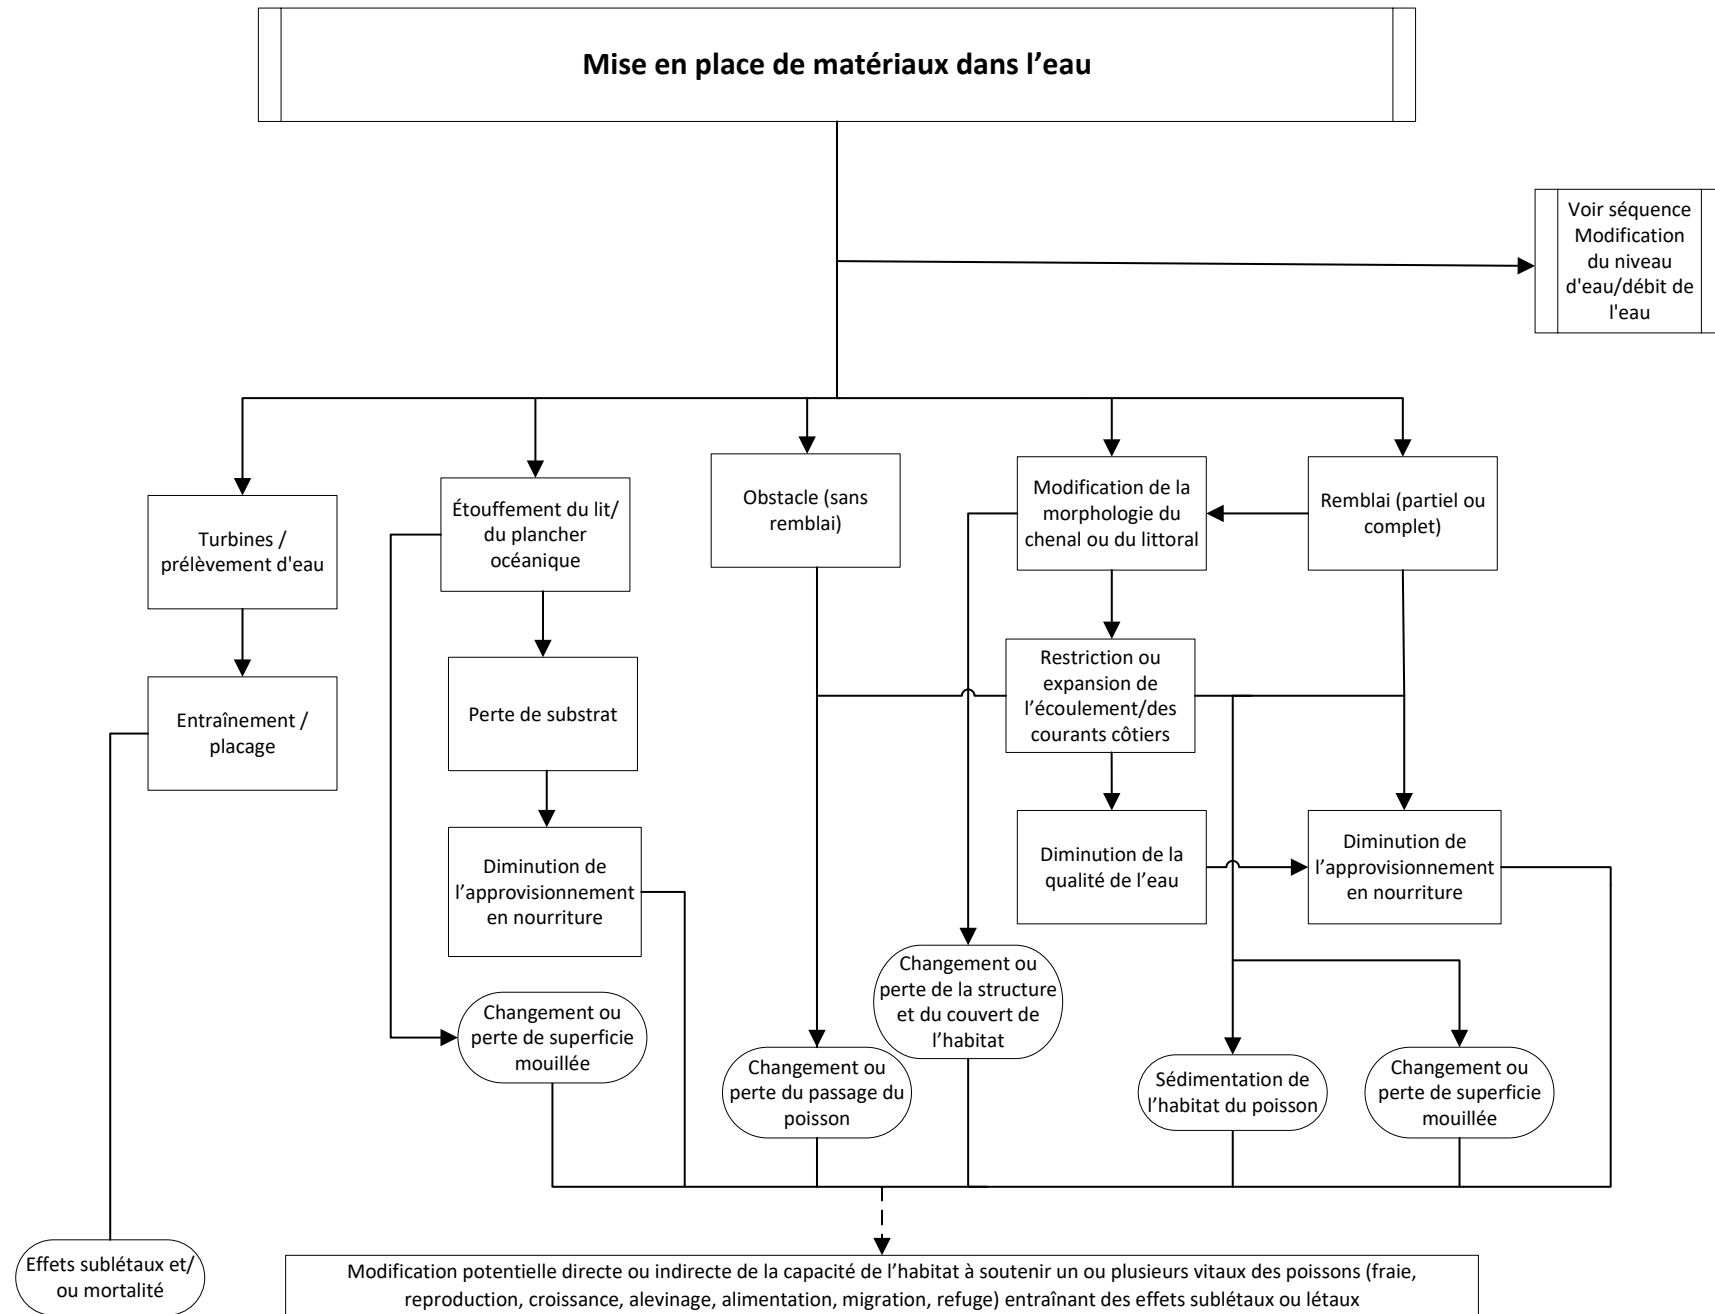 Mise en place de matériaux dans l’eau
Voir séquence
Modification
du niveau
d'eau/débit de
l'eau
Turbines /
prélèvement d'eau
Étouffement du lit/
du plancher
océanique
Obstacle (sans
remblai)
Modification de la
morphologie du
chenal ou du littoral
Remblai (partiel ou
complet)
Entraînement /
placage
Perte de substrat
Restriction ou
expansion de
l’écoulement/des
courants côtiers
Diminution de
l’approvisionnement
en nourriture
Diminution de la
qualité de l’eau
Diminution de
l’approvisionnement
en nourriture
Changement ou
perte de superficie
mouillée
Changement ou
perte du passage du
poisson
Changement ou
perte de la structure
et du couvert de
l’habitat
Sédimentation de
l’habitat du poisson
Changement ou
perte de superficie
mouillée
Effets sublétaux et/
ou mortalité
Modification potentielle directe ou indirecte de la capacité de l’habitat à soutenir un ou plusieurs vitaux des poissons (fraie,
reproduction, croissance, alevinage, alimentation, migration, refuge) entraînant des effets sublétaux ou létaux